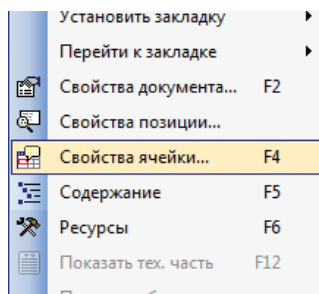 Установить закладку
Перейти к закладке
Свойства документа... F2
Свойства позиции...
Свойства ячейки... F4
Содержание F5
Ресурсы F6
Показать тех. часть F12